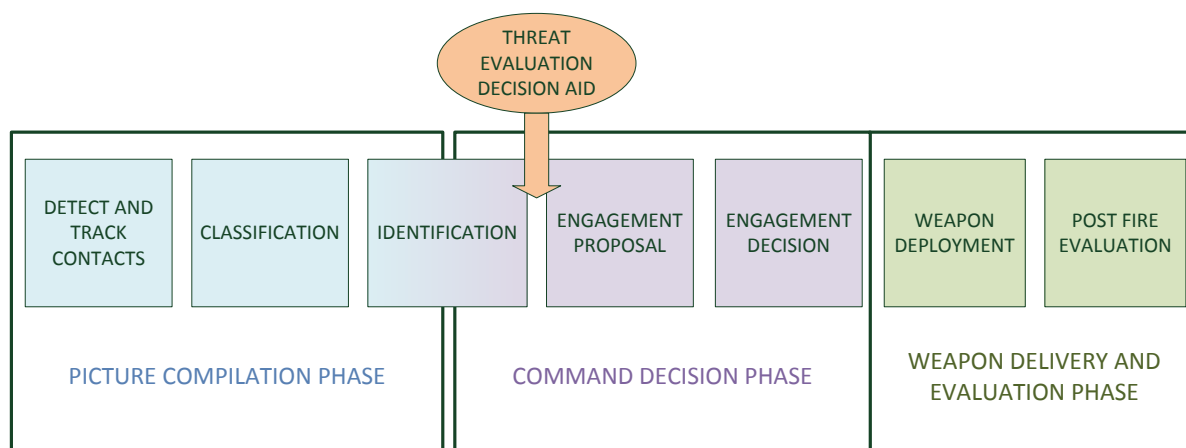 THREAT
EVALUATION
DECISION AID
DETECT AND
TRACK
CONTACTS
CLASSIFICATION
IDENTIFICATION
ENGAGEMENT
PROPOSAL
ENGAGEMENT
DECISION
WEAPON
DEPLOYMENT
POST FIRE
EVALUATION
PICTURE COMPILATION PHASE
COMMAND DECISION PHASE
WEAPON DELIVERY AND
EVALUATION PHASE